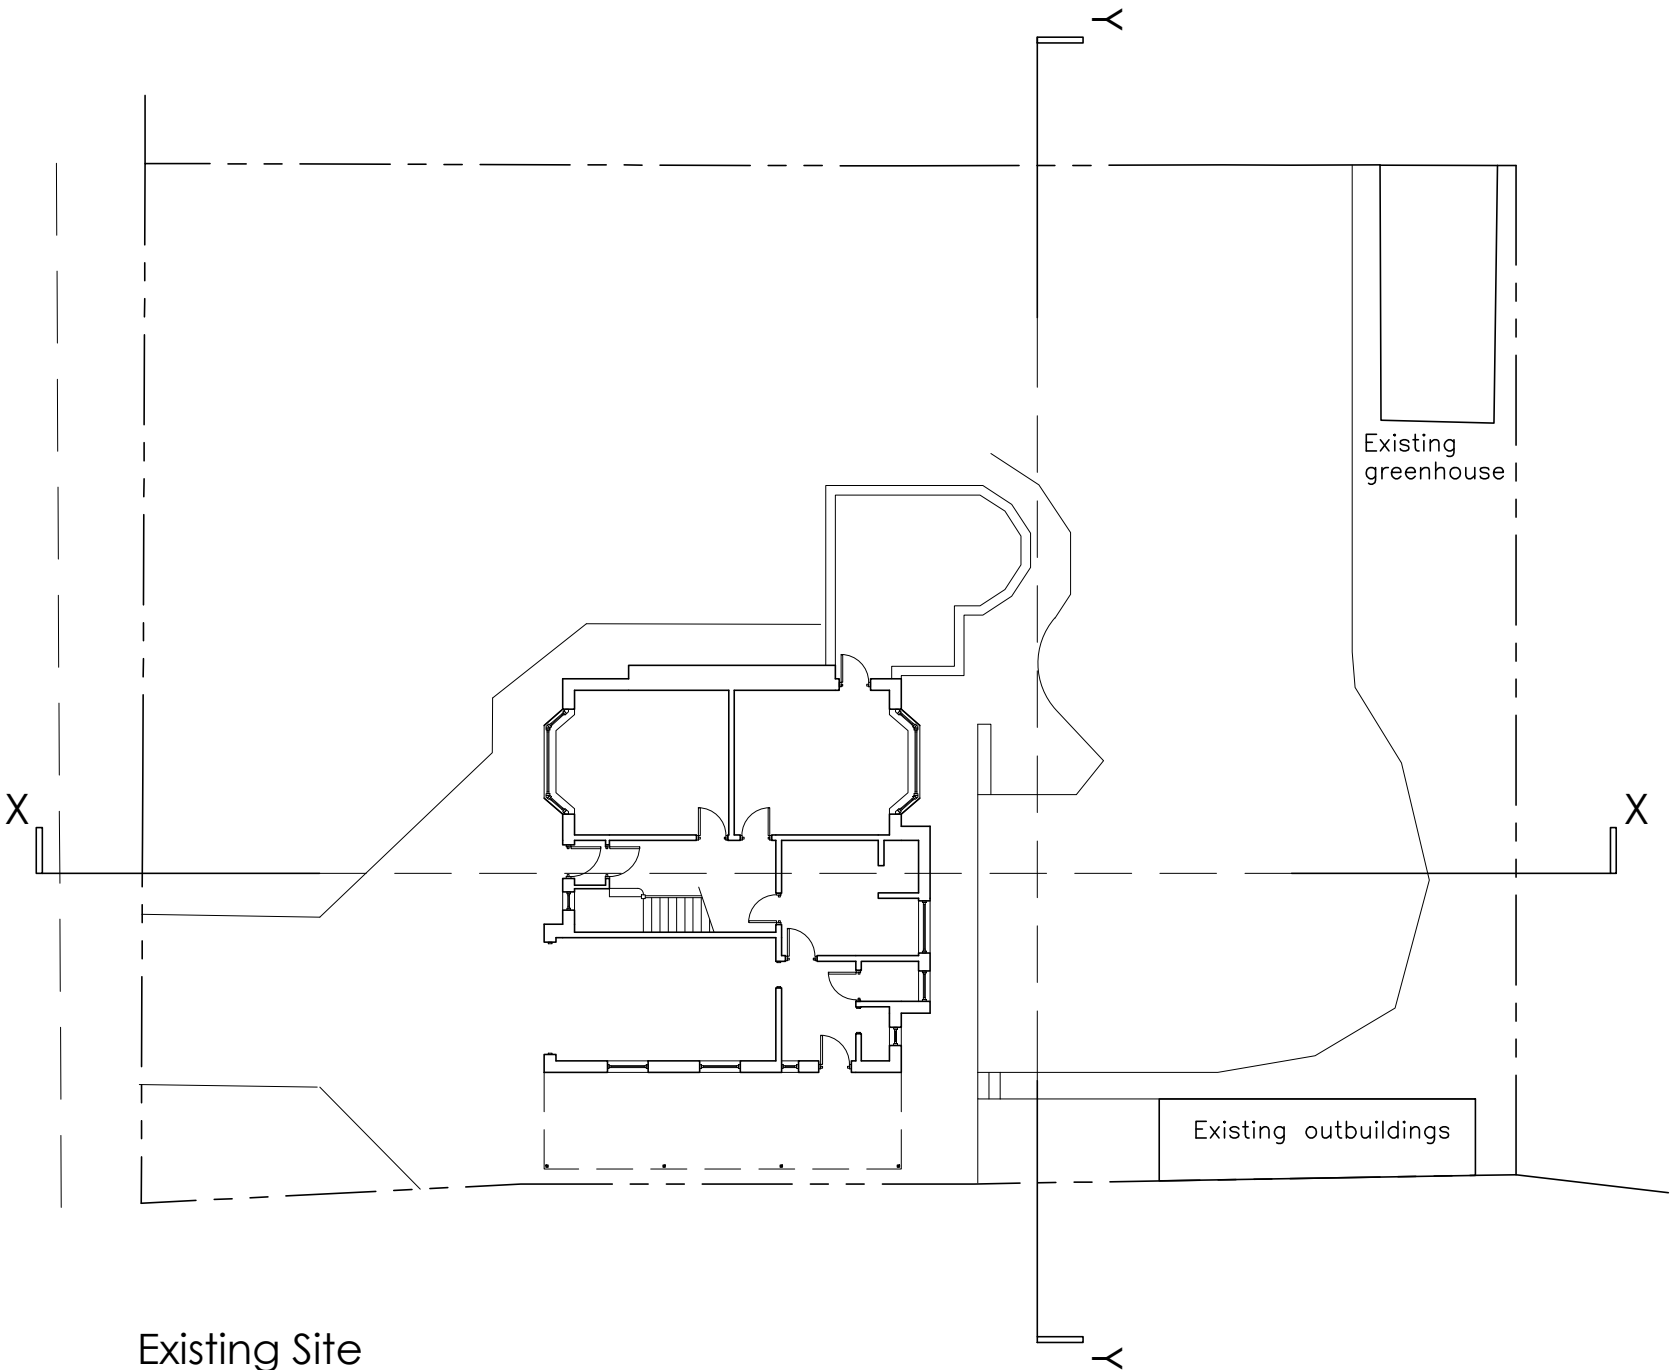 Y
Existing
greenhouse
X
X
Existing outbuildings
Existing Site
Y